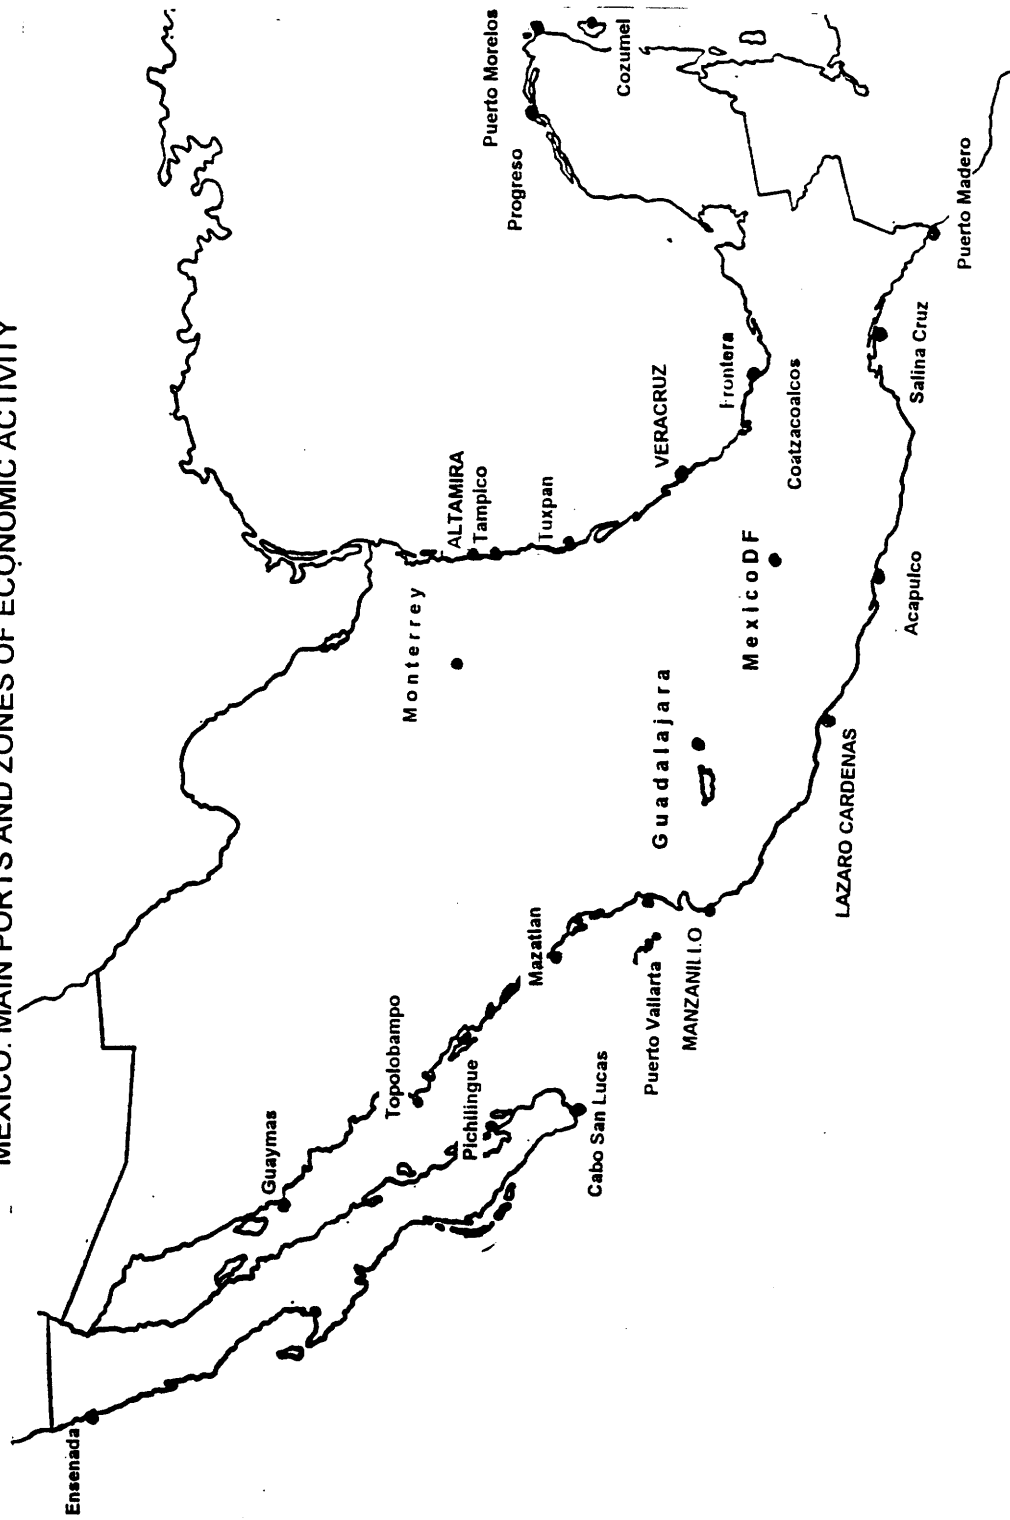 MEXICO: MAIN PORTS AND ZONES OF ECONOMIC ACTIVITY
Ensenada
Guaymas
Topolobampo
Pichilingue
Cabo San Lucas
Mazatlan
Puerto Vallarta
MANZANILLO
Guadalajara
Monterrey
Mexico DF
LAZARO CARDENAS
Acapulco
ALTAMIRA
Tampico
Tuxpan
VERACRUZ
Coatzacoalcos
Frontera
Salina Cruz
Puerto Madero
Progreso
Puerto Morelos
Cozumel